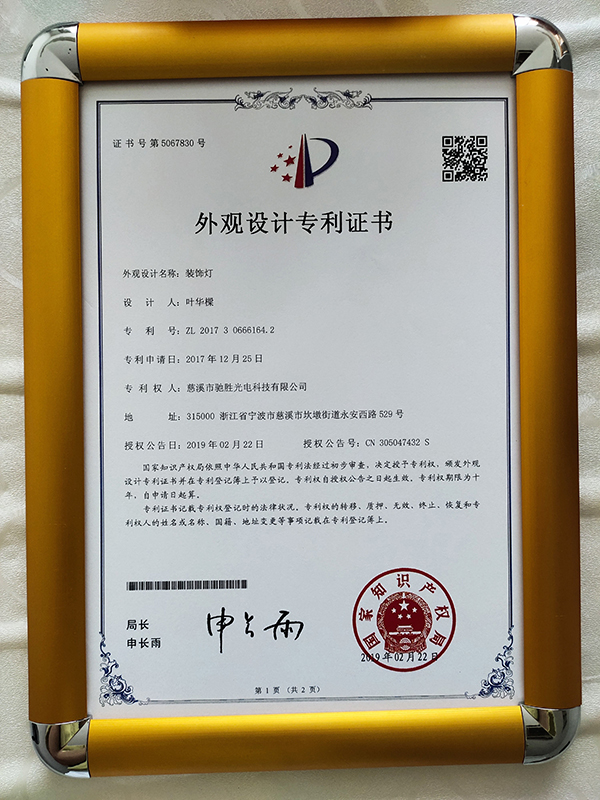 证书号第5067830号
外观设计专利证书
外观设计名称：装饰灯
设 计 人：叶华樑
专 利 号：ZL 2017 3 0666164.2
专利申请日：2017年12月25日
专 利 权 人：慈溪市驰胜光电科技有限公司
地 址：315000 浙江省宁波市慈溪市坎墩街道永安西路529号
授权公告日：2019年02月22日 授权公告号：CN 305047432 S
国家知识产权局依照中华人民共和国专利法经过初步审查，决定授予专利权，颁发外观
设计专利证书并在专利登记簿上予以登记。专利权自授权公告之日起生效。专利权期限为十
年，自申请日起算。
专利证书记载专利权登记时的法律状况。专利权的转移、质押、无效、终止、恢复和专
利权人的姓名或名称、国籍、地址变更等事项记载在专利登记簿上。
局长
申长雨
申长雨
国家知识产权局
2019年02月22日
第1页（共2页）